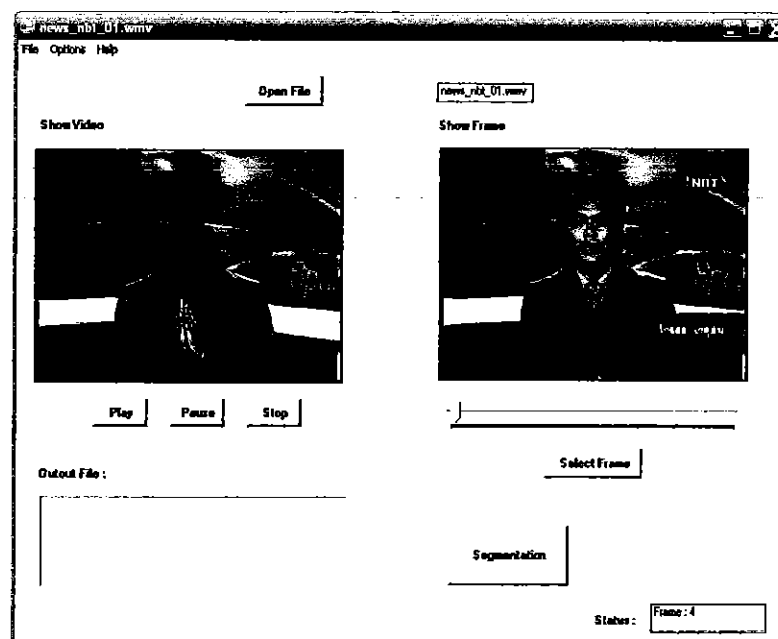 news_nbt_01.wmv
File Options Help
Open File
news_nbt_01.wmv
Show Video
Show Frame
NBT
Play Pause Stop
Select Frame
Output File :
Segmentation
Status :
Frame : 4